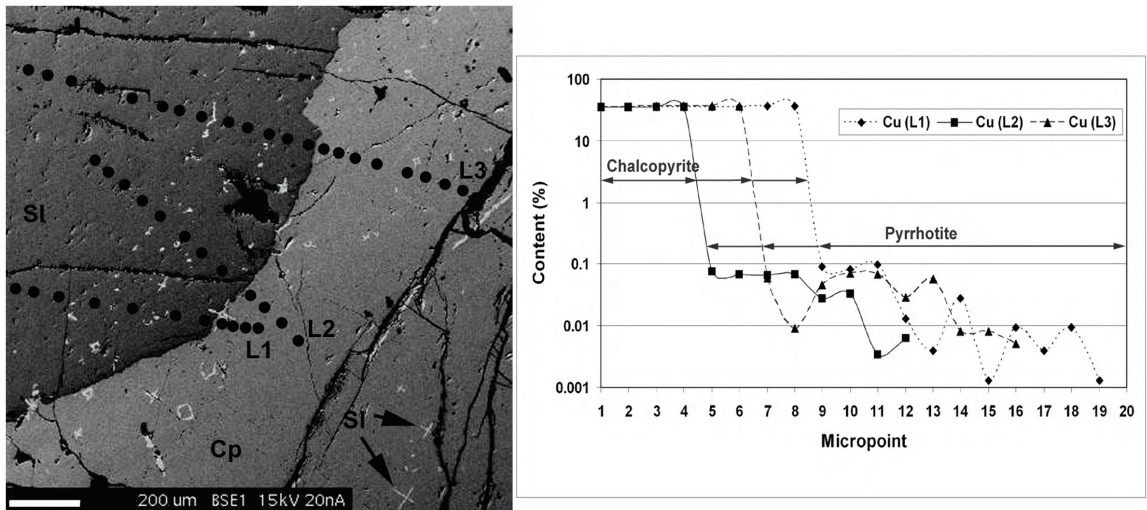 L3
Sl
L2
L1
Sl
Cp
200 um BSE1 15kV 20nA
100
10
1
0.1
0.01
0.001
Content (%)
Cu (L1) Cu (L2) Cu (L3)
Chalcopyrite
Pyrrhotite
1 2 3 4 5 6 7 8 9 10 11 12 13 14 15 16 17 18 19 20
Micropoint